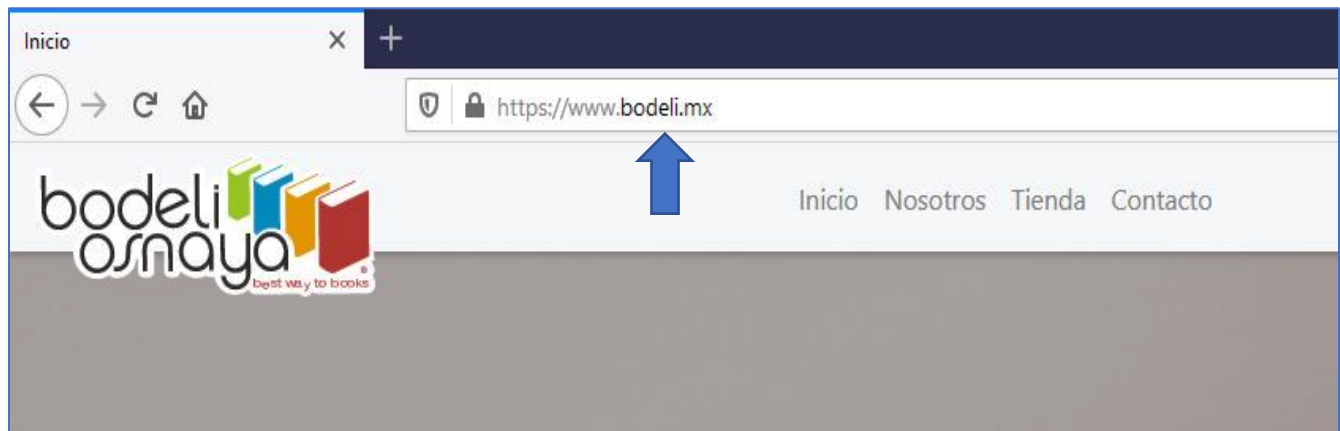 Inicio
https://www.bodeli.mx
bodeli
osnaya
best way to books
Inicio Nosotros Tienda Contacto